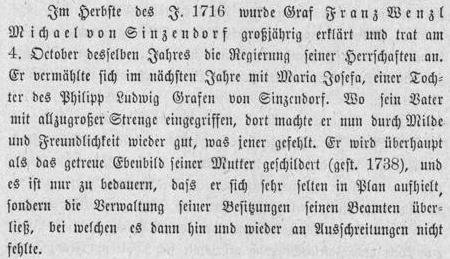 Im Herbste des J. 1716 wurde Graf Franz Wenzl
Michael von Sinzendorf großjährig erklärt und trat am
4. October desselben Jahres die Regierung seiner Herrschaften an.
Er vermählte sich im nächsten Jahre mit Maria Josefa, einer Toch-
ter des Philipp Ludwig Grafen von Sinzendorf. Wo sein Vater
mit allzugroßer Strenge eingegriffen, dort machte er nun durch Milde
und Freundlichkeit wieder gut, was jener gefehlt. Er wird überhaupt
als das getreue Ebenbild seiner Mutter geschildert (gest. 1738), und
es ist nur zu bedauern, dass er sich sehr selten in Plan aufhielt,
sondern die Verwaltung seiner Besitzungen seinen Beamten über-
ließ, bei welchen es dann hin und wieder an Ausschreitungen nicht
fehlte.